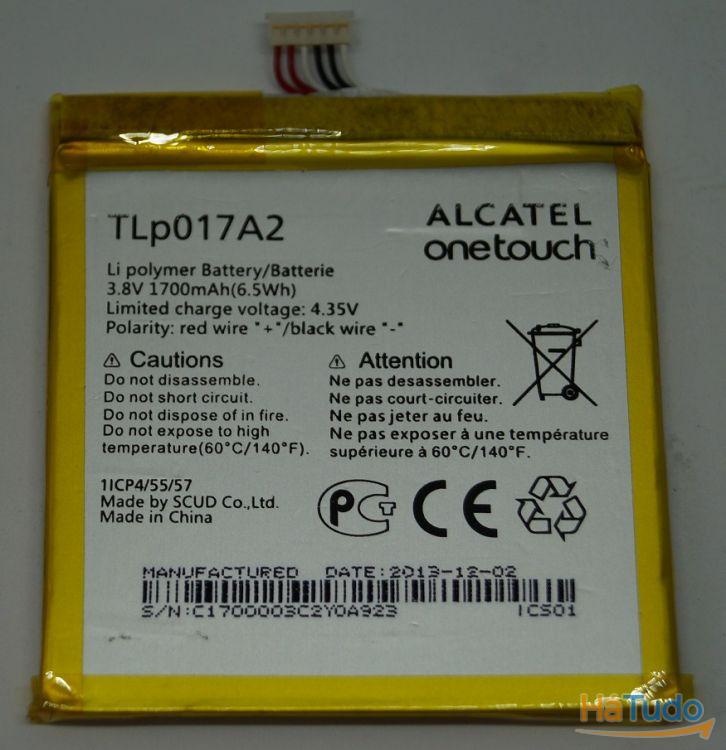 TLp017A2
ALCATEL
onetouch
Li polymer Battery/Batterie
3.8V 1700mAh(6.5Wh)
Limited charge voltage: 4.35V
Polarity: red wire "+"/black wire "-"
⚠ Cautions
Do not disassemble.
Do not short circuit.
Do not dispose of in fire.
Do not expose to high
temperature(60°C/140°F).
⚠ Attention
Ne pas desassembler.
Ne pas court-circuiter.
Ne pas jeter au feu.
Ne pas exposer à une température
supérieure à 60°C/140°F.
1ICP4/55/57
Made by SCUD Co.,Ltd.
Made in China
PCT CE
MANUFACTURED DATE:2013-12-02
S/N:C1700003C2Y0A923 ICS01
HáTudo